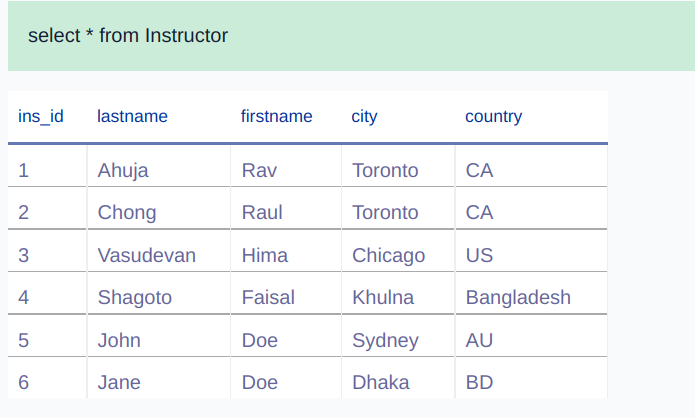 select * from Instructor
ins_id lastname firstname city country
1 Ahuja Rav Toronto CA
2 Chong Raul Toronto CA
3 Vasudevan Hima Chicago US
4 Shagoto Faisal Khulna Bangladesh
5 John Doe Sydney AU
6 Jane Doe Dhaka BD